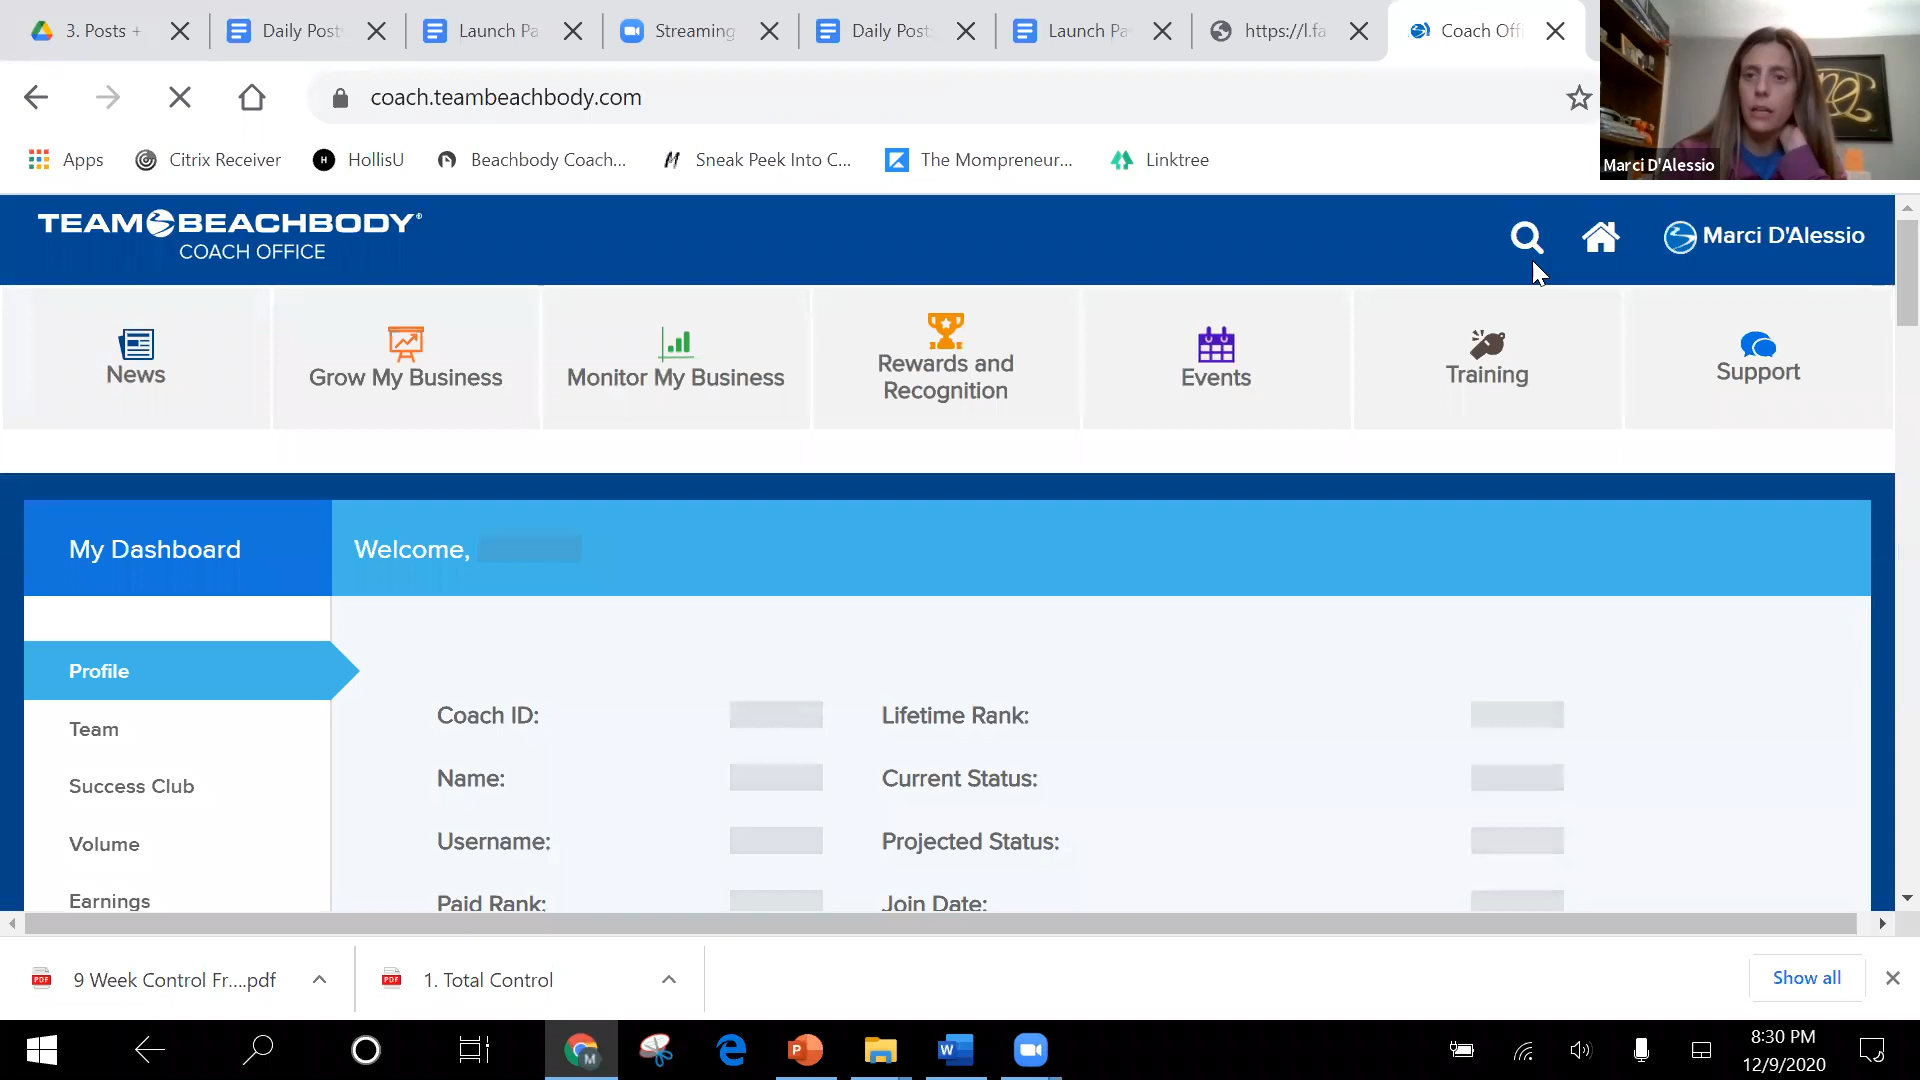 3. Posts +
Daily Post
Launch Pa
Streaming
Daily Post
Launch Pa
https://l.fa
Coach Offi
coach.teambeachbody.com
Apps
Citrix Receiver
HollisU
Beachbody Coach...
Sneak Peek Into C...
The Mompreneur...
Linktree
Marci D'Alessio
TEAM BEACHBODY®
COACH OFFICE
Marci D'Alessio
News
Grow My Business
Monitor My Business
Rewards and
Recognition
Events
Training
Support
My Dashboard
Welcome,
Profile
Team
Success Club
Volume
Earnings
Coach ID:
Lifetime Rank:
Name:
Current Status:
Username:
Projected Status:
Paid Rank:
Join Date:
9 Week Control Fr....pdf
1. Total Control
Show all
8:30 PM
12/9/2020